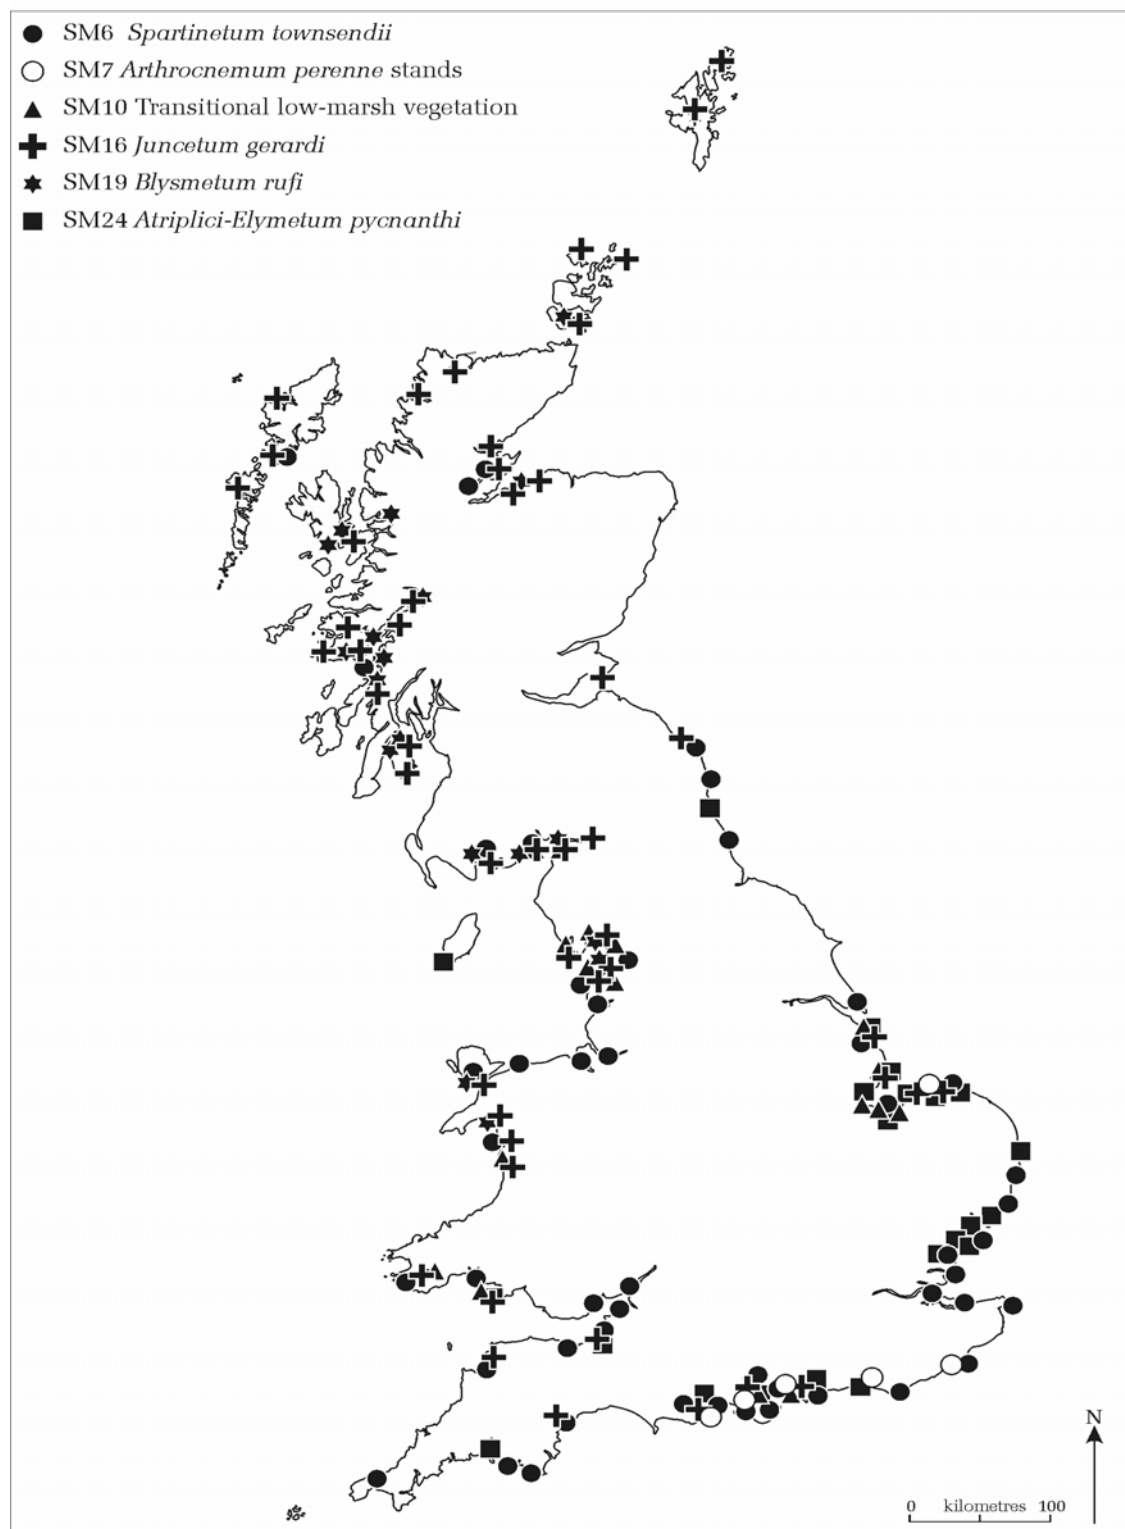 SM6 Spartinetum townsendii
SM7 Arthrocnemum perenne stands
SM10 Transitional low-marsh vegetation
SM16 Juncetum gerardi
SM19 Blysmetum rufi
SM24 Atriplici-Elymetum pycnanthi
N
0 kilometres 100